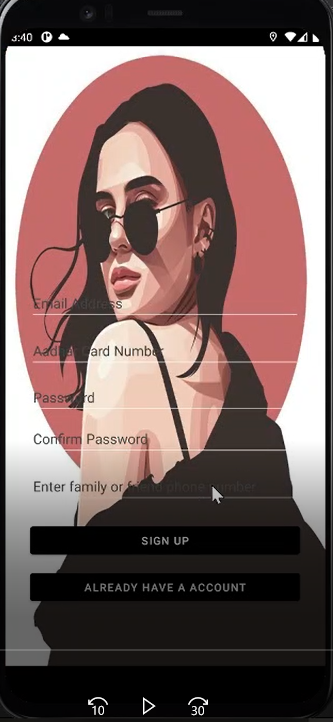 3:40
Email Address
Aadhar Card Number
Password
Confirm Password
Enter family or friend phone number
SIGN UP
ALREADY HAVE A ACCOUNT
10 30